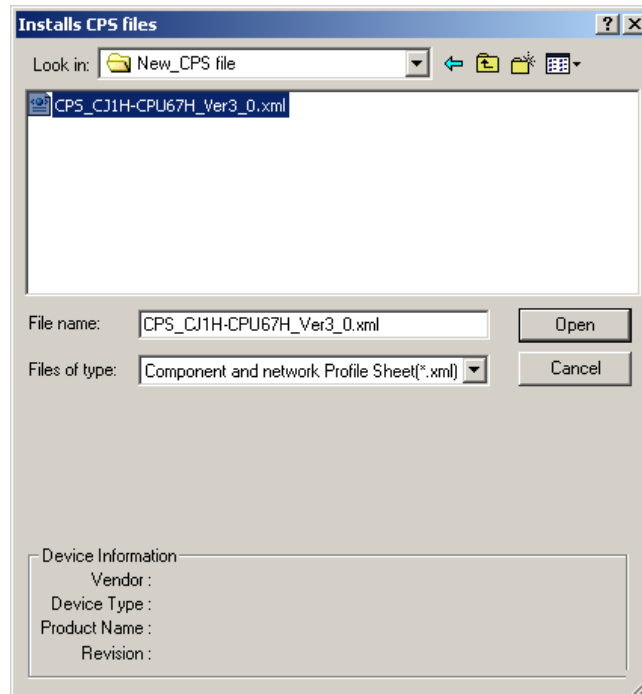 Installs CPS files
Look in: New_CPS file
CPS_CJ1H-CPU67H_Ver3_0.xml
File name: CPS_CJ1H-CPU67H_Ver3_0.xml Open
Files of type: Component and network Profile Sheet(*.xml) Cancel
Device Information
Vendor :
Device Type :
Product Name :
Revision :